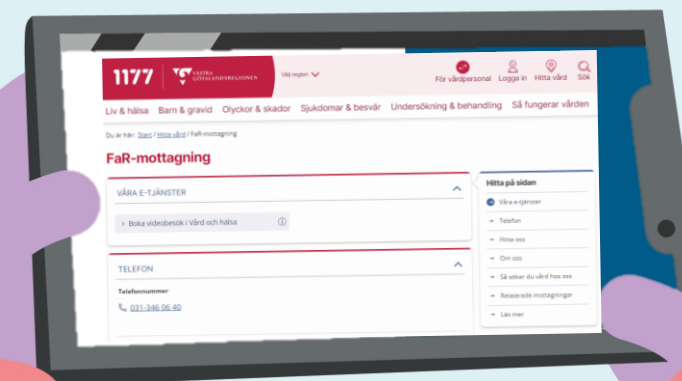 1177 VÄSTRA GÖTALANDSREGIONEN Välj region För vårdpersonal Logga in Hitta vård Sök
Liv & hälsa Barn & gravid Olyckor & skador Sjukdomar & besvär Undersökning & behandling Så fungerar vården
Du är här: Start / Hitta vård / FaR-mottagning
FaR-mottagning
VÅRA E-TJÄNSTER
Boka videobesök i Vård och hälsa
TELEFON
Telefonnummer
031-346 06 40
Hitta på sidan
Våra e-tjänster
Telefon
Hitta oss
Om oss
Så söker du vård hos oss
Relaterade mottagningar
Läs mer